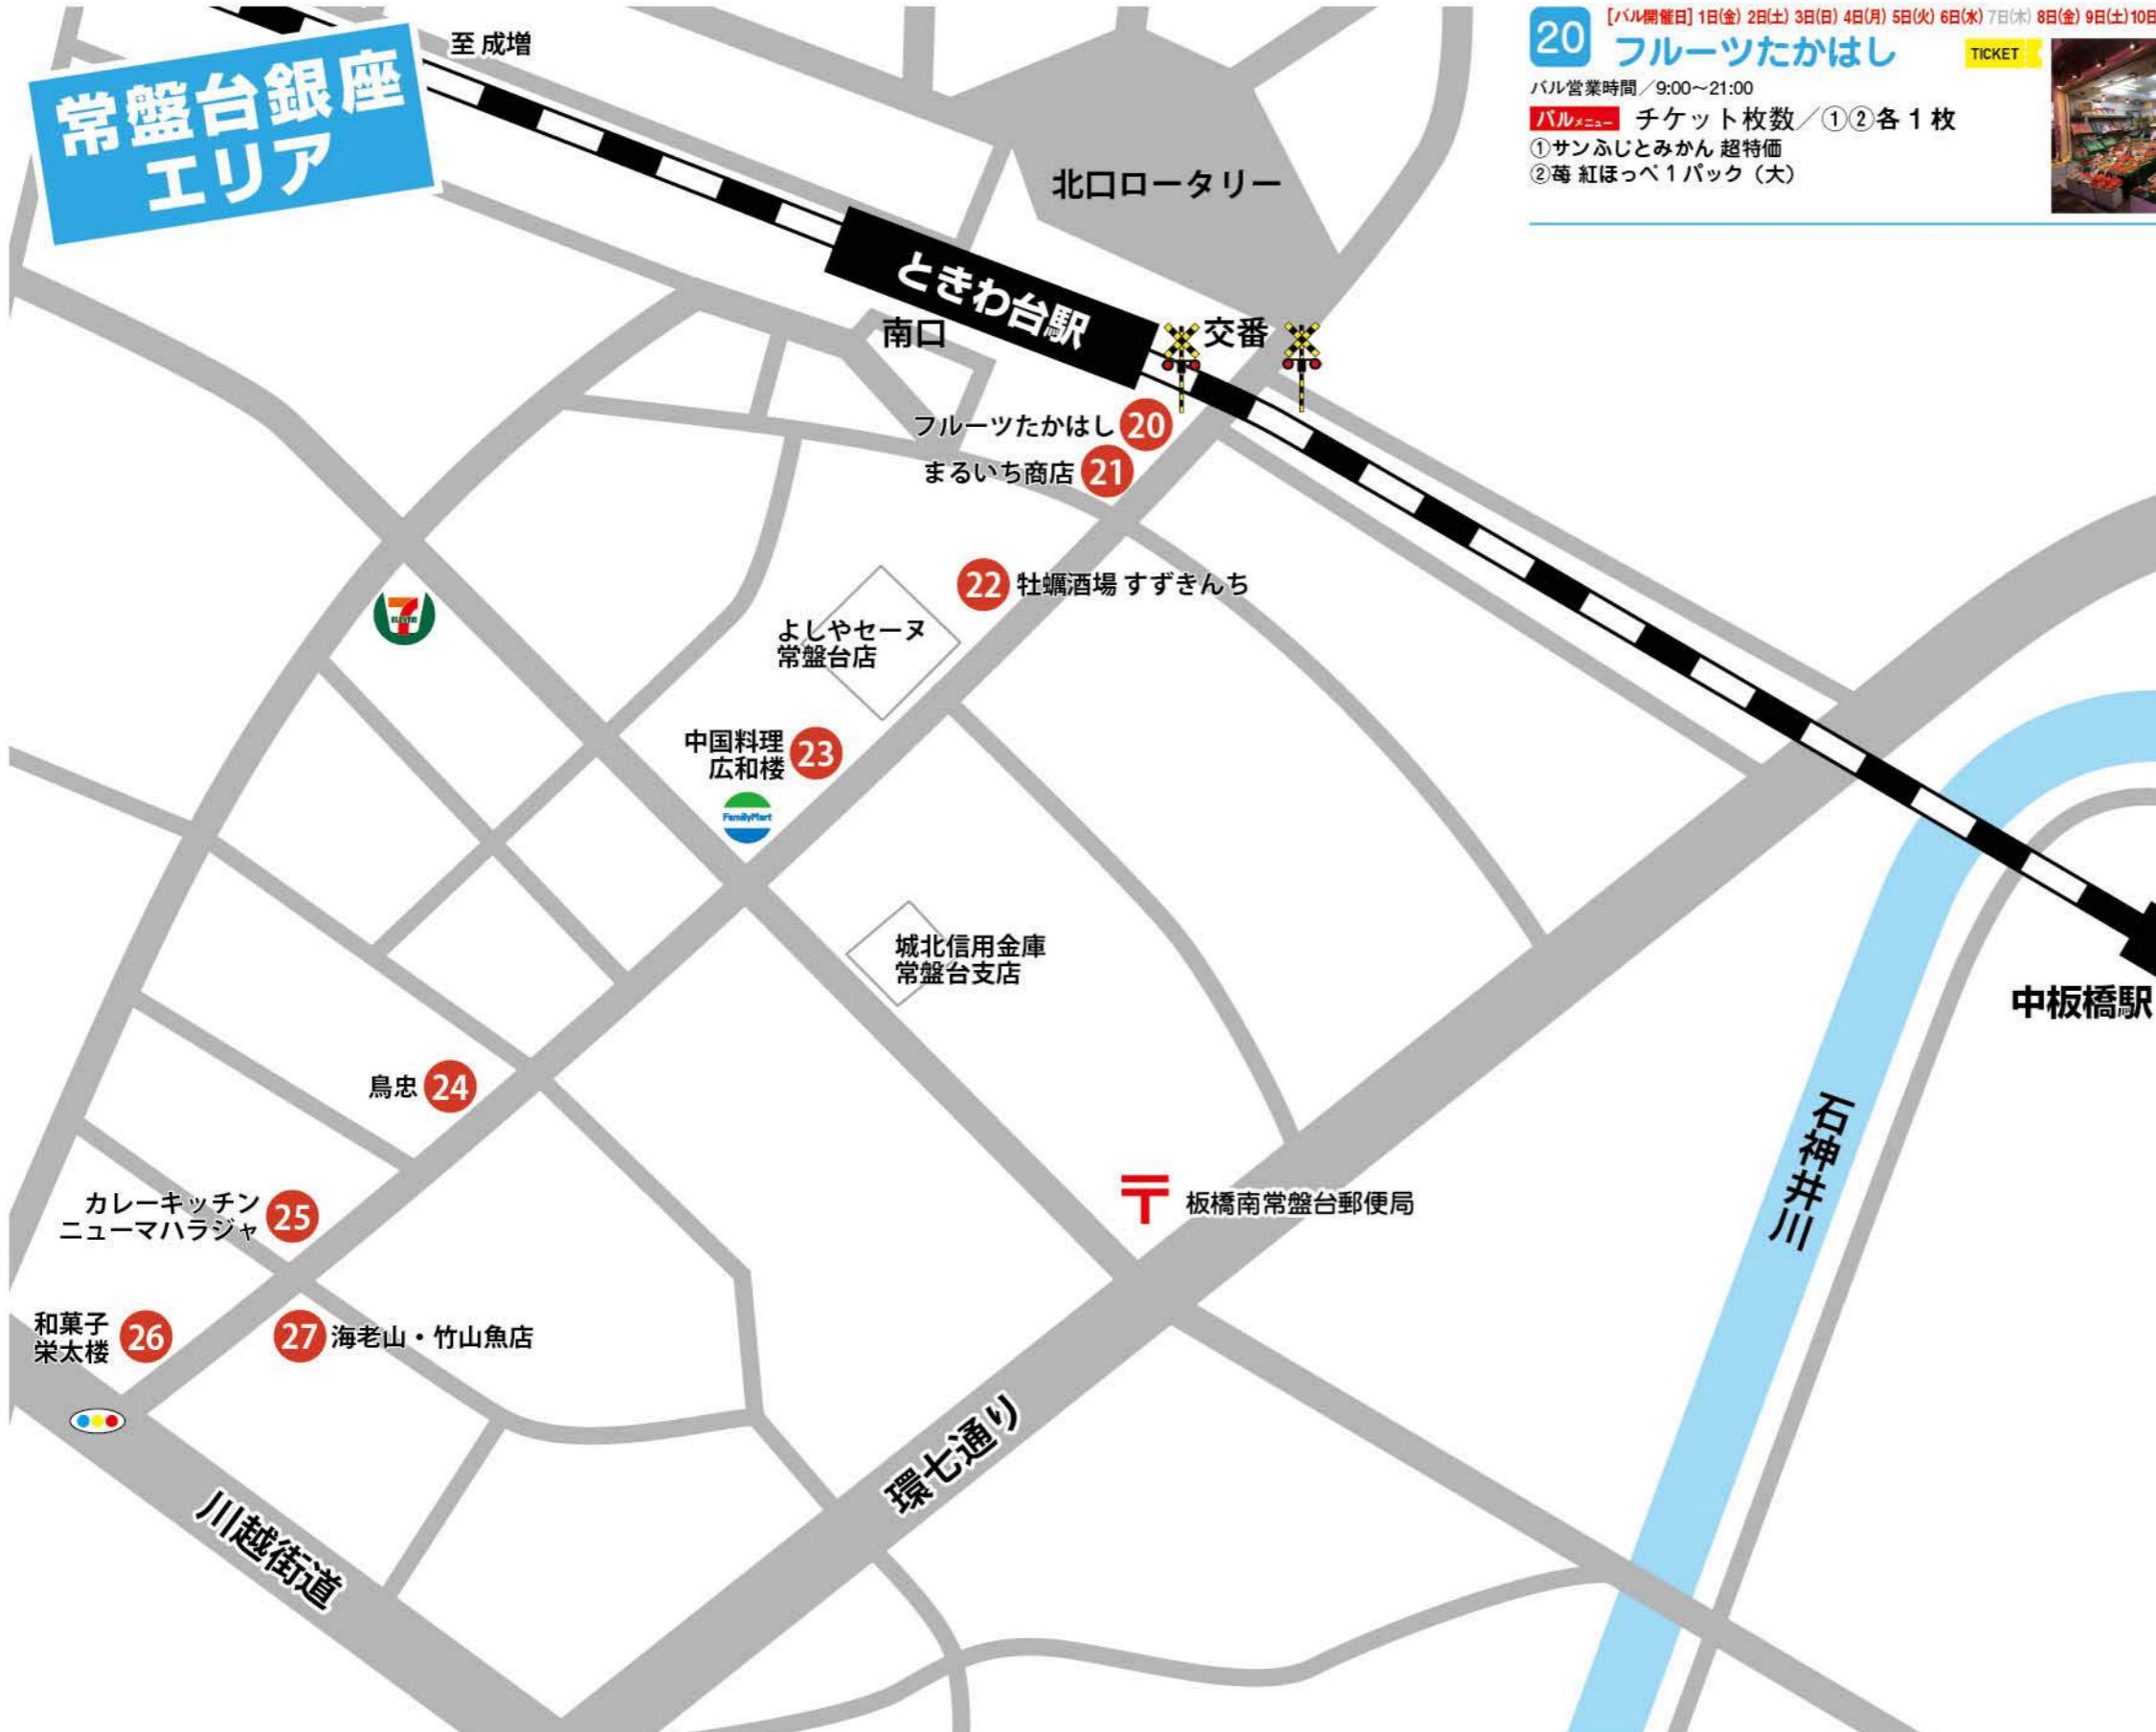 常盤台銀座
エリア
至 成増
20
[バル開催日] 1日(金) 2日(土) 3日(日) 4日(月) 5日(火) 6日(水) 7日(木) 8日(金) 9日(土) 10日
フルーツたかはし
TICKET
バル営業時間／9:00〜21:00
バルメニュー チケット枚数／①②各1枚
①サンふじとみかん 超特価
②苺 紅ほっぺ1パック（大）
北口ロータリー
ときわ台駅
南口
交番
フルーツたかはし 20
まるいち商店 21
22 牡蠣酒場 すずきんち
7 ELEVEN
よしやセーヌ
常盤台店
中国料理
広和楼
23
FamilyMart
城北信用金庫
常盤台支店
中板橋駅
鳥忠 24
石神井川
〒 板橋南常盤台郵便局
カレーキッチン
ニューマハラジャ
25
和菓子
栄太楼
26
27 海老山・竹山魚店
環七通り
川越街道